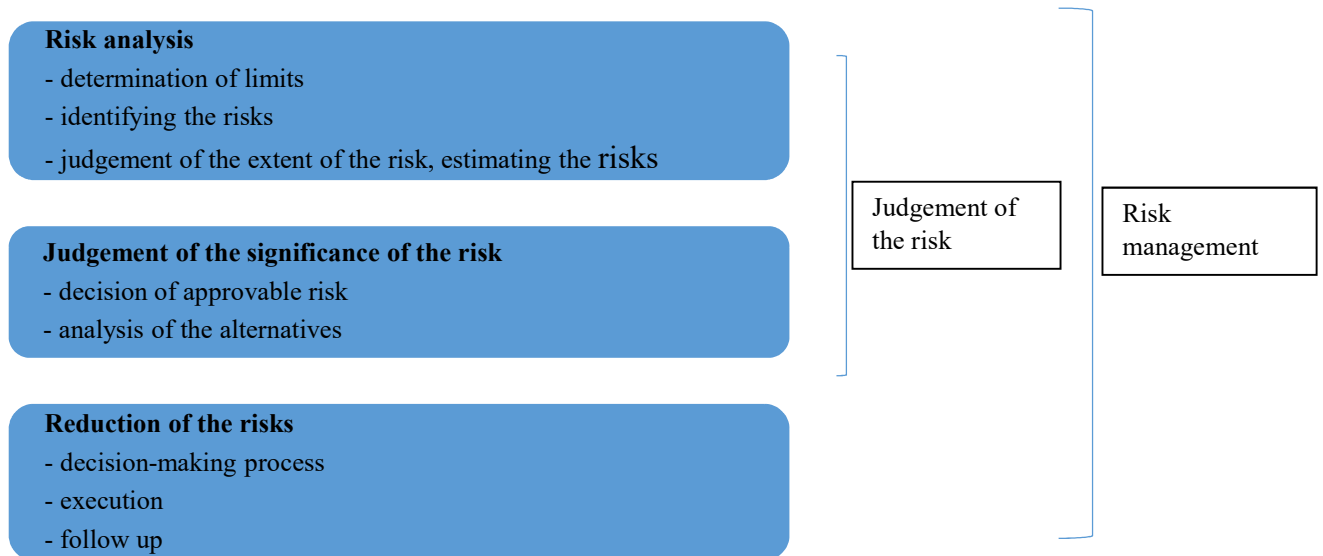 Risk analysis
- determination of limits
- identifying the risks
- judgement of the extent of the risk, estimating the risks
Judgement of the significance of the risk
- decision of approvable risk
- analysis of the alternatives
Reduction of the risks
- decision-making process
- execution
- follow up
Judgement of
the risk
Risk
management